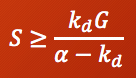 S ≥ k_d G / (α − k_d)